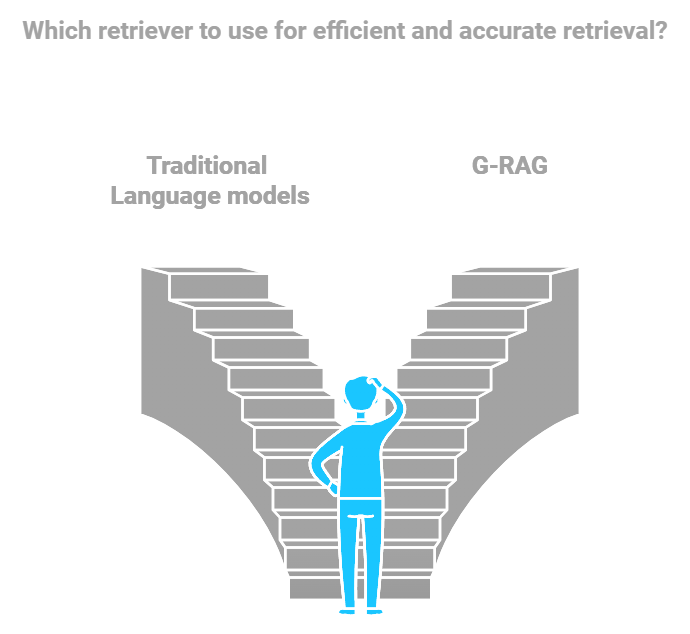 Which retriever to use for efficient and accurate retrieval?
Traditional
Language models
G-RAG